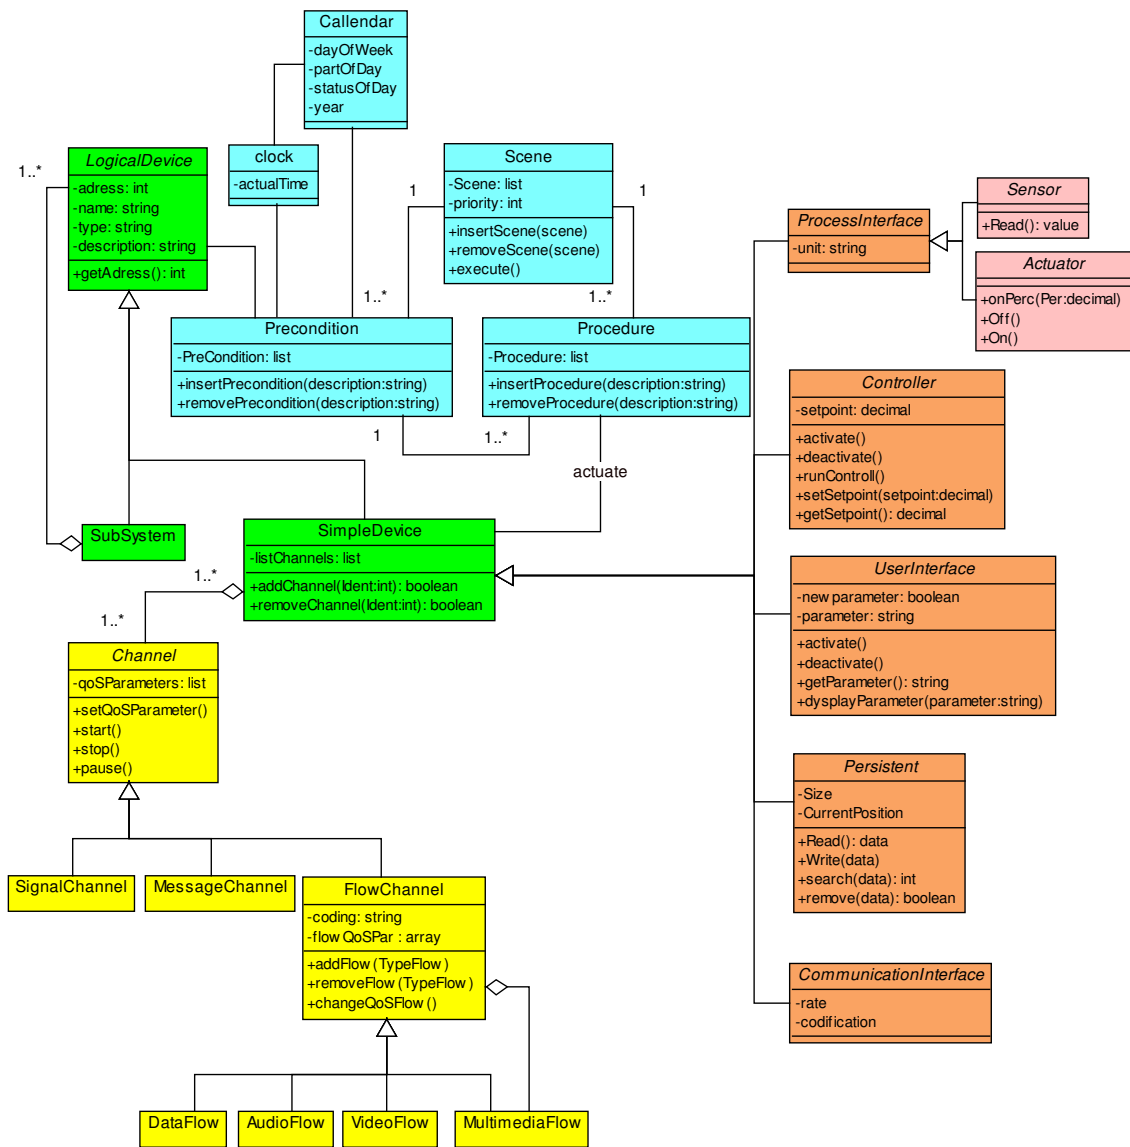 Callendar
-dayOfWeek
-partOfDay
-statusOfDay
-year
clock
-actualTime
1..*
LogicalDevice
-adress: int
-name: string
-type: string
-description: string
+getAdress(): int
Scene
-Scene: list
-priority: int
+insertScene(scene)
+removeScene(scene)
+execute()
1
1
1..*
1..*
Precondition
-PreCondition: list
+insertPrecondition(description:string)
+removePrecondition(description:string)
Procedure
-Procedure: list
+insertProcedure(description:string)
+removeProcedure(description:string)
1
1..*
actuate
SubSystem
SimpleDevice
-listChannels: list
+addChannel(Ident:int): boolean
+removeChannel(Ident:int): boolean
1..*
1..*
Channel
-qoSParameters: list
+setQoSParameter()
+start()
+stop()
+pause()
SignalChannel
MessageChannel
FlowChannel
-coding: string
-flowQoSPar : array
+addFlow(TypeFlow)
+removeFlow(TypeFlow)
+changeQoSFlow()
DataFlow
AudioFlow
VideoFlow
MultimediaFlow
ProcessInterface
-unit: string
Sensor
+Read(): value
Actuator
+onPerc(Per:decimal)
+Off()
+On()
Controller
-setpoint: decimal
+activate()
+deactivate()
+runControll()
+setSetpoint(setpoint:decimal)
+getSetpoint(): decimal
UserInterface
-new parameter: boolean
-parameter: string
+activate()
+deactivate()
+getParameter(): string
+dysplayParameter(parameter:string)
Persistent
-Size
-CurrentPosition
+Read(): data
+Write(data)
+search(data): int
+remove(data): boolean
CommunicationInterface
-rate
-codification